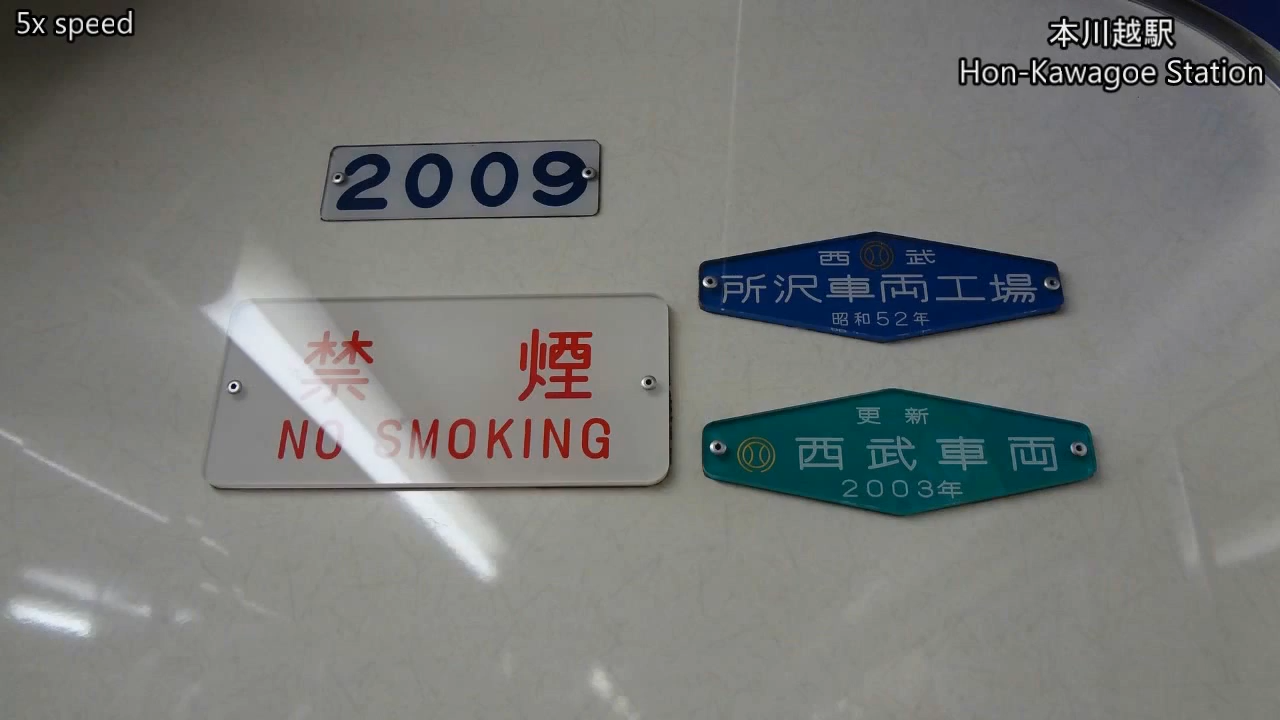 5x speed
本川越駅
Hon-Kawagoe Station
2009
西 武
所沢車両工場
昭和52年
禁 煙
NO SMOKING
更 新
西武車両
2003年